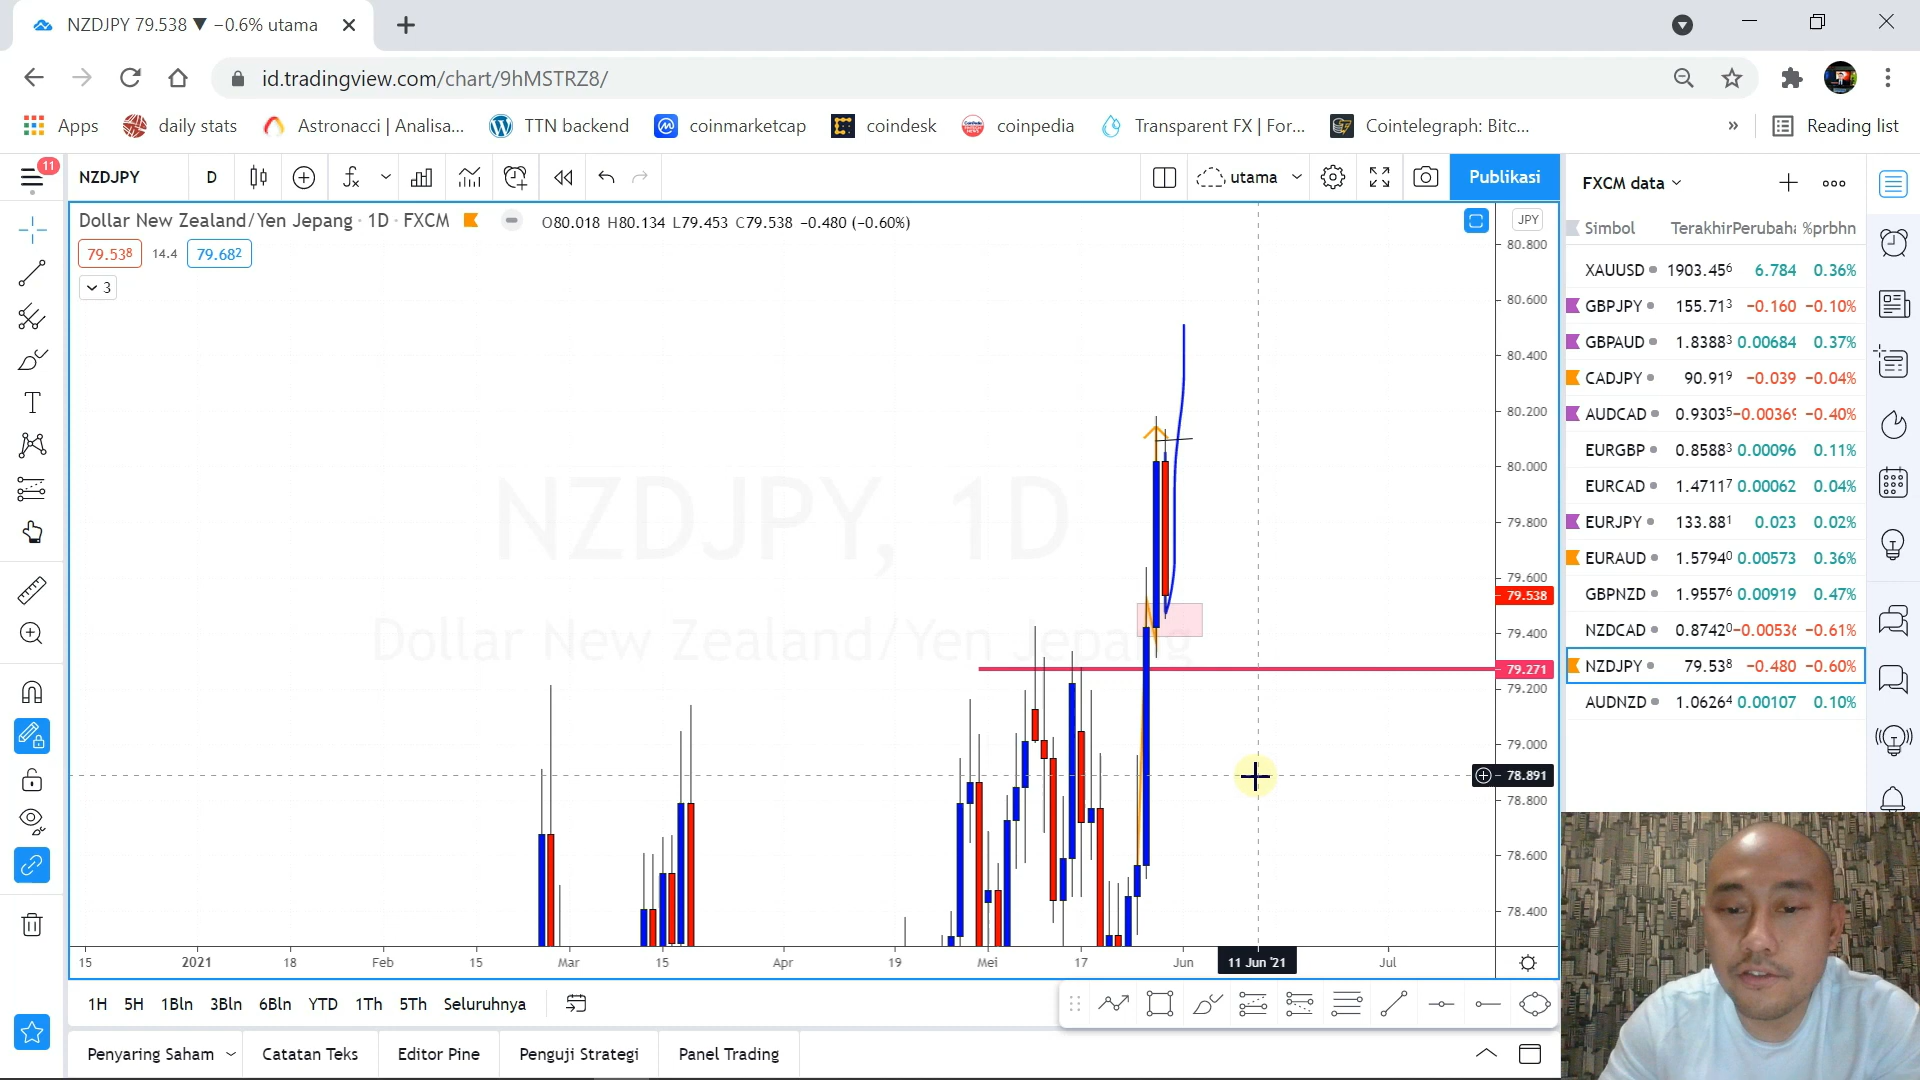 NZDJPY 79.538 ▼ −0.6% utama
id.tradingview.com/chart/9hMSTRZ8/
Apps daily stats Astronacci | Analisa... TTN backend coinmarketcap coindesk coinpedia Transparent FX | For... Cointelegraph: Bitc... » Reading list
11
NZDJPY D utama Publikasi
Dollar New Zealand/Yen Jepang · 1D · FXCM O80.018 H80.134 L79.453 C79.538 −0.480 (−0.60%)
79.538 14.4 79.682
3
NZDJPY, 1D
Dollar New Zealand/Yen Jepang
JPY
80.800
80.600
80.400
80.200
80.000
79.800
79.600
79.538
79.400
79.271
79.200
79.000
78.891
78.800
78.600
78.400
15 2021 18 Feb 15 Mar 15 Apr 19 Mei 17 Jun 11 Jun '21 Jul
1H 5H 1Bln 3Bln 6Bln YTD 1Th 5Th Seluruhnya
Penyaring Saham Catatan Teks Editor Pine Penguji Strategi Panel Trading
FXCM data
Simbol Terakhir Perubaha %prbhn
XAUUSD 1903.456 6.784 0.36%
GBPJPY 155.713 −0.160 −0.10%
GBPAUD 1.83883 0.00684 0.37%
CADJPY 90.919 −0.039 −0.04%
AUDCAD 0.93035 −0.00369 −0.40%
EURGBP 0.85883 0.00096 0.11%
EURCAD 1.47117 0.00062 0.04%
EURJPY 133.881 0.023 0.02%
EURAUD 1.57940 0.00573 0.36%
GBPNZD 1.95576 0.00919 0.47%
NZDCAD 0.87420 −0.00536 −0.61%
NZDJPY 79.538 −0.480 −0.60%
AUDNZD 1.06264 0.00107 0.10%